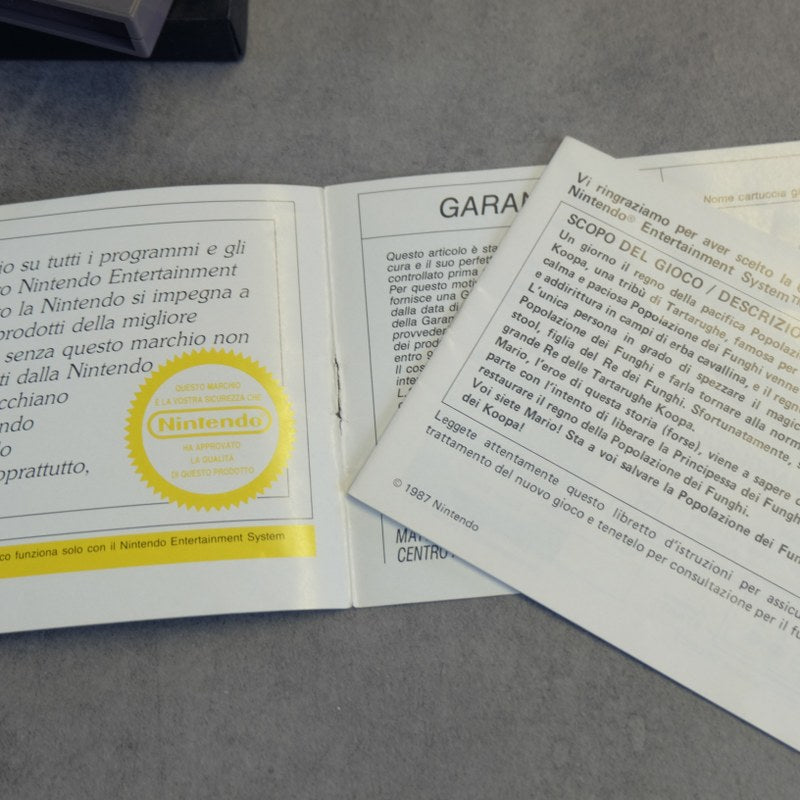 io su tutti i programmi e gli
o Nintendo Entertainment
o la Nintendo si impegna a
prodotti della migliore
senza questo marchio non
ti dalla Nintendo
cchiano
ndo
lo
oprattutto,
QUESTO MARCHIO
E LA VOSTRA SICUREZZA CHE
Nintendo
HA APPROVATO
LA QUALITÀ
DI QUESTO PRODOTTO
co funziona solo con il Nintendo Entertainment System
GARAN
Questo articolo è sta
cura e il suo perfett
controllato prima
Per questo moti
fornisce una G
dalla data di
della Garan
provveder
dei prod
entro 9
Il cos
inte
L.
MAT
CENTRO
Nome cartuccia g
Vi ringraziamo per aver scelto la
Nintendo® Entertainment System™
SCOPO DEL GIOCO / DESCRIZIO
Un giorno il regno della pacifica Popolaz
Koopa, una tribù di Tartarughe, famosa per
calma e paciosa Popolazione dei Funghi venne
e addirittura in campi di erba cavallina, e il regn
L'unica persona in grado di spezzare il magic
Popolazione dei Funghi e farla tornare alla norm
stool, figlia del Re dei Funghi. Sfortunatamente, s
grande Re delle Tartarughe Koopa.
Mario, l'eroe di questa storia (forse), viene a sapere
parte con l'intento di liberare la Principessa dei Fungh
restaurare il regno della Popolazione dei Funghi.
Voi siete Mario! Sta a voi salvare la Popolazione dei Fun
dei Koopa!
Leggete attentamente questo libretto d'istruzioni per assicu
trattamento del nuovo gioco e tenetelo per consultazione per il fu
© 1987 Nintendo